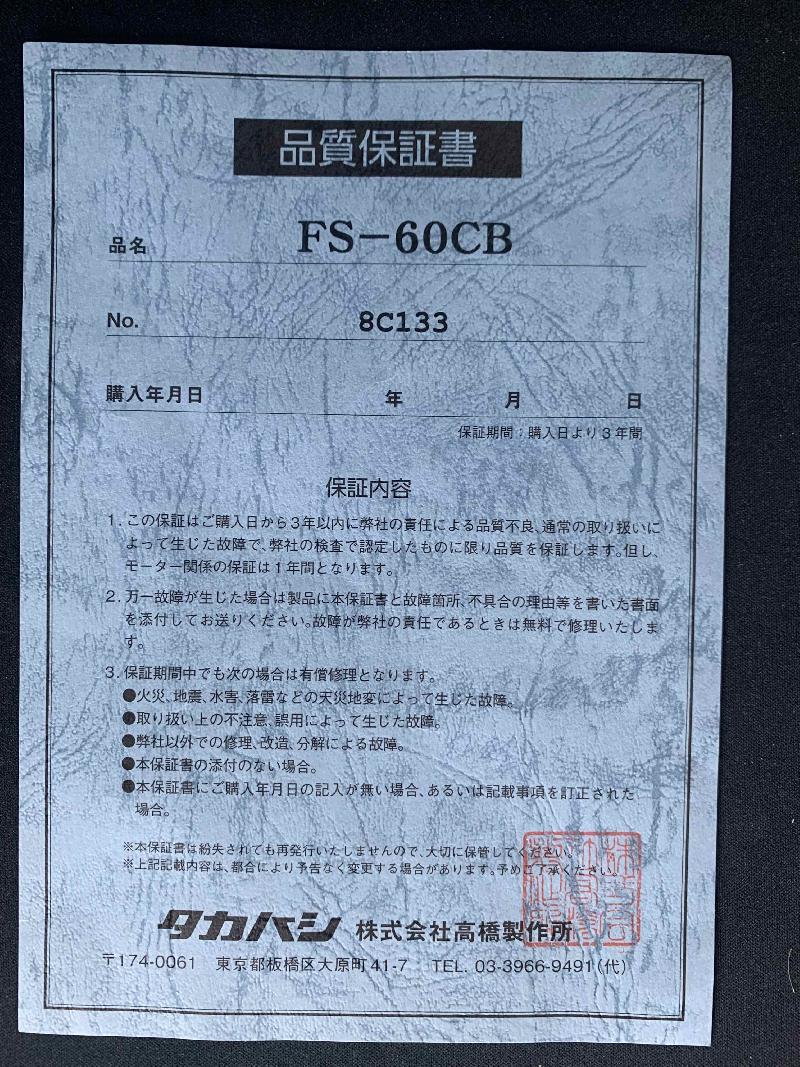 品質保証書
品名 FS－60CB
No. 8C133
購入年月日 年 月 日
保証期間：購入日より３年間
保証内容
1. この保証はご購入日から３年以内に弊社の責任による品質不良、通常の取り扱いに
よって生じた故障で、弊社の検査で認定したものに限り品質を保証します。但し、
モーター関係の保証は１年間となります。
2. 万一故障が生じた場合は製品に本保証書と故障箇所、不具合の理由等を書いた書面
を添付してお送りください。故障が弊社の責任であるときは無料で修理いたしま
す。
3. 保証期間中でも次の場合は有償修理となります。
●火災、地震、水害、落雷などの天災地変によって生じた故障。
●取り扱い上の不注意、誤用によって生じた故障。
●弊社以外での修理、改造、分解による故障。
●本保証書の添付のない場合。
●本保証書にご購入年月日の記入が無い場合、あるいは記載事項を訂正された
場合。
※本保証書は紛失されても再発行いたしませんので、大切に保管してください。
※上記記載内容は、都合により予告なく変更する場合があります。予めご了承ください。
タカハシ 株式会社高橋製作所
〒174-0061 東京都板橋区大原町41-7 TEL. 03-3966-9491（代）